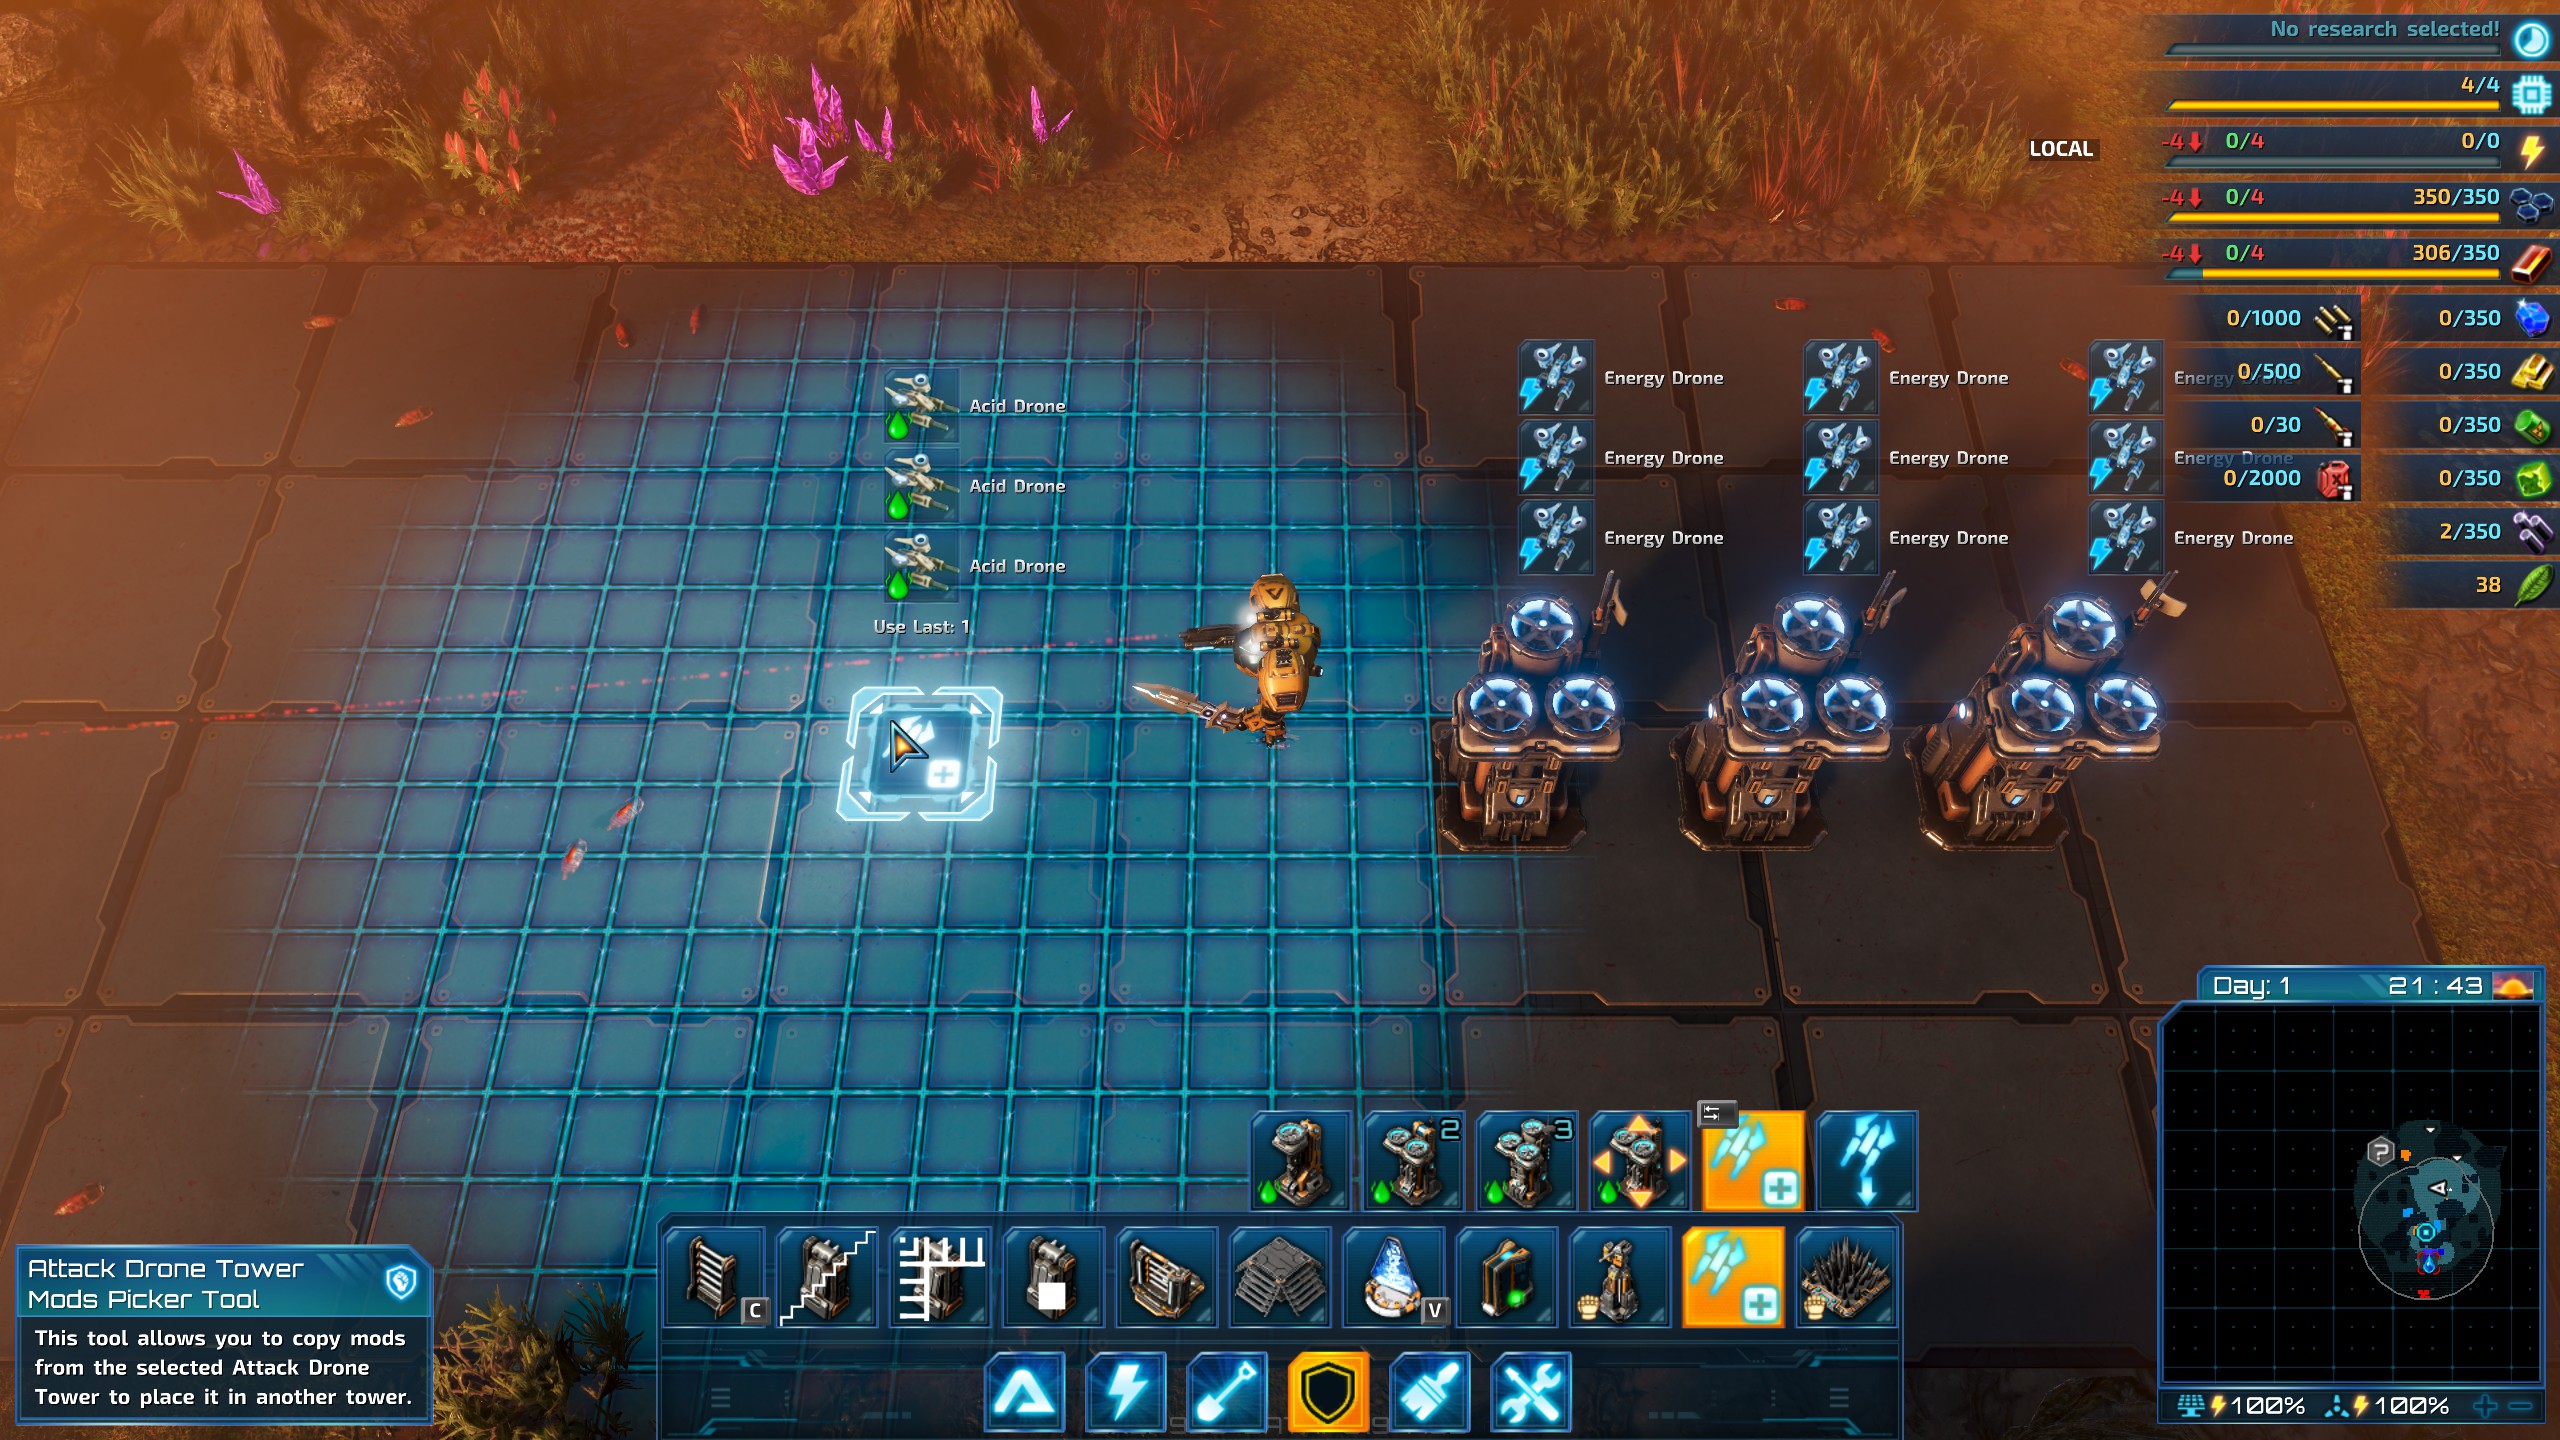 No research selected!
4/4
LOCAL
-4 0/4 0/0
-4 0/4 350/350
-4 0/4 306/350
0/1000 0/350
0/500 0/350
0/30 0/350
0/2000 0/350
2/350
38
Acid Drone
Acid Drone
Acid Drone
Use Last: 1
Energy Drone Energy Drone Energy Drone
Energy Drone Energy Drone Energy Drone
Energy Drone Energy Drone Energy Drone
Day: 1 21:43
2 3
C V
Attack Drone Tower
Mods Picker Tool
This tool allows you to copy mods
from the selected Attack Drone
Tower to place it in another tower.
?
100% 100%